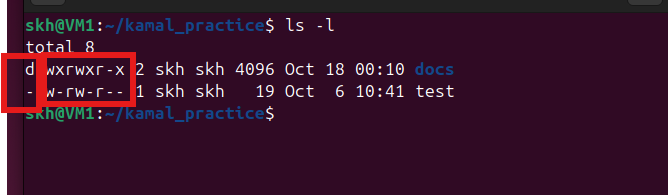 skh@VM1:~/kamal_practice$ ls -l
total 8
d wxrwxr-x 2 skh skh 4096 Oct 18 00:10 docs
- w-rw-r-- 1 skh skh 19 Oct 6 10:41 test
skh@VM1:~/kamal_practice$